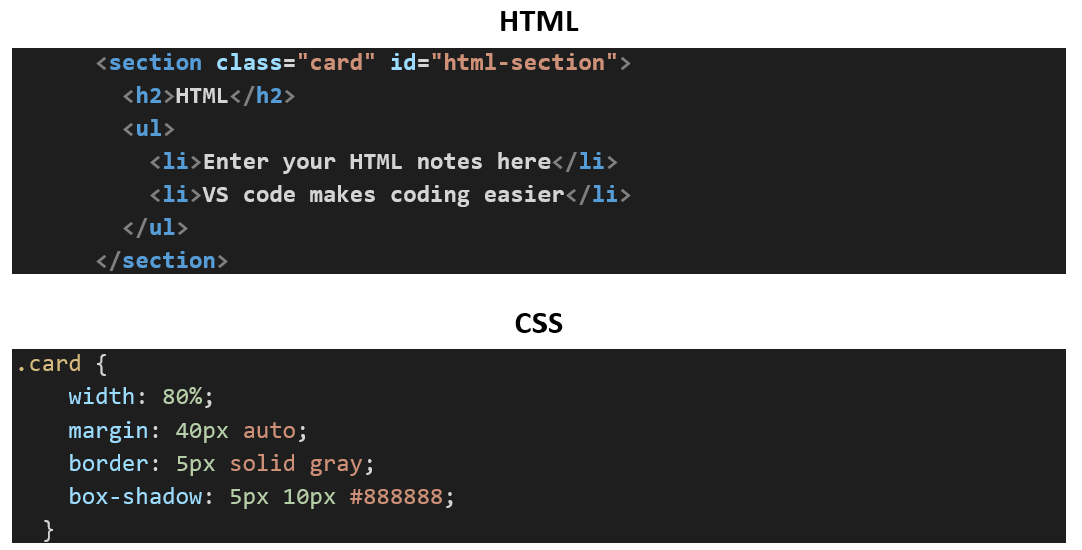 HTML
<section class="card" id="html-section">
<h2>HTML</h2>
<ul>
<li>Enter your HTML notes here</li>
<li>VS code makes coding easier</li>
</ul>
</section>
CSS
.card {
width: 80%;
margin: 40px auto;
border: 5px solid gray;
box-shadow: 5px 10px #888888;
}